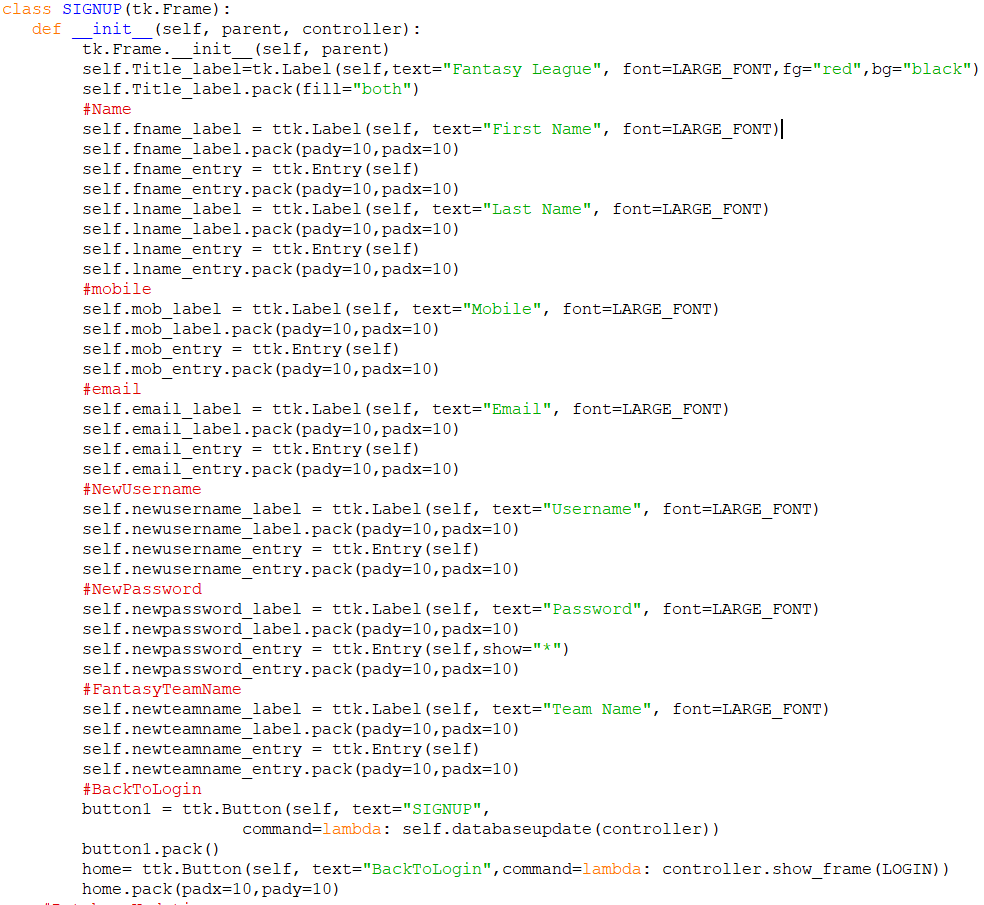 class SIGNUP(tk.Frame):
   def __init__(self, parent, controller):
        tk.Frame.__init__(self, parent)
        self.Title_label=tk.Label(self,text="Fantasy League", font=LARGE_FONT,fg="red",bg="black")
        self.Title_label.pack(fill="both")
        #Name
        self.fname_label = ttk.Label(self, text="First Name", font=LARGE_FONT)
        self.fname_label.pack(pady=10,padx=10)
        self.fname_entry = ttk.Entry(self)
        self.fname_entry.pack(pady=10,padx=10)
        self.lname_label = ttk.Label(self, text="Last Name", font=LARGE_FONT)
        self.lname_label.pack(pady=10,padx=10)
        self.lname_entry = ttk.Entry(self)
        self.lname_entry.pack(pady=10,padx=10)
        #mobile
        self.mob_label = ttk.Label(self, text="Mobile", font=LARGE_FONT)
        self.mob_label.pack(pady=10,padx=10)
        self.mob_entry = ttk.Entry(self)
        self.mob_entry.pack(pady=10,padx=10)
        #email
        self.email_label = ttk.Label(self, text="Email", font=LARGE_FONT)
        self.email_label.pack(pady=10,padx=10)
        self.email_entry = ttk.Entry(self)
        self.email_entry.pack(pady=10,padx=10)
        #NewUsername
        self.newusername_label = ttk.Label(self, text="Username", font=LARGE_FONT)
        self.newusername_label.pack(pady=10,padx=10)
        self.newusername_entry = ttk.Entry(self)
        self.newusername_entry.pack(pady=10,padx=10)
        #NewPassword
        self.newpassword_label = ttk.Label(self, text="Password", font=LARGE_FONT)
        self.newpassword_label.pack(pady=10,padx=10)
        self.newpassword_entry = ttk.Entry(self,show="*")
        self.newpassword_entry.pack(pady=10,padx=10)
        #FantasyTeamName
        self.newteamname_label = ttk.Label(self, text="Team Name", font=LARGE_FONT)
        self.newteamname_label.pack(pady=10,padx=10)
        self.newteamname_entry = ttk.Entry(self)
        self.newteamname_entry.pack(pady=10,padx=10)
        #BackToLogin
        button1 = ttk.Button(self, text="SIGNUP",
                        command=lambda: self.databaseupdate(controller))
        button1.pack()
        home= ttk.Button(self, text="BackToLogin",command=lambda: controller.show_frame(LOGIN))
        home.pack(padx=10,pady=10)